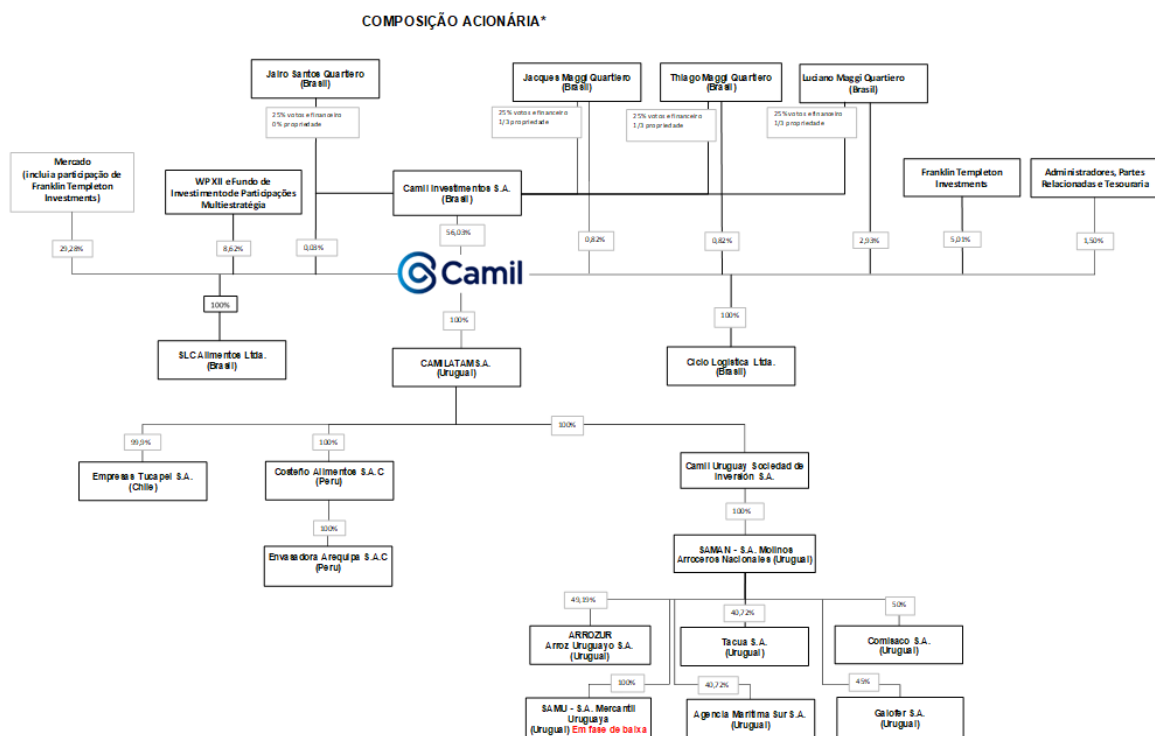 COMPOSIÇÃO ACIONÁRIA*
Jairo Santos Quartiero
(Brasil)
Jacques Maggi Quartiero
(Brasil)
Thiago Maggi Quartiero
(Brasil)
Luciano Maggi Quartiero
(Brasil)
25% votos e financeiro
0% propriedade
25% votos e financeiro
1/3 propriedade
25% votos e financeiro
1/3 propriedade
25% votos e financeiro
1/3 propriedade
Mercado
(inclui a participação de
Franklin Templeton
Investments)
WP XII e Fundo de
Investimento de Participações
Multiestratégia
Camil Investimentos S.A.
(Brasil)
Franklin Templeton
Investments
Administradores, Partes
Relacionadas e Tesouraria
29,28%
8,62%
0,03%
56,03%
0,82%
0,82%
2,93%
5,01%
1,50%
Camil
100%
100%
100%
SLC Alimentos Ltda.
(Brasil)
CAMILATAM S.A.
(Uruguai)
Ciclo Logística Ltda.
(Brasil)
99,9%
100%
100%
Empresas Tucapel S.A.
(Chile)
Costeño Alimentos S.A.C
(Peru)
Camil Uruguay Sociedad de
Inversión S.A.
100%
100%
Envasadora Arequipa S.A.C
(Peru)
SAMAN - S.A. Molinos
Arroceros Nacionales (Uruguai)
49,19%
40,72%
50%
ARROZUR
Arroz Uruguayo S.A.
(Uruguai)
Tacua S.A.
(Uruguai)
Comisaco S.A.
(Uruguai)
100%
40,72%
45%
SAMU - S.A. Mercantil
Uruguaya
(Uruguai) Em fase de baixa
Agencia Marítima Sur S.A.
(Uruguai)
Galofer S.A.
(Uruguai)